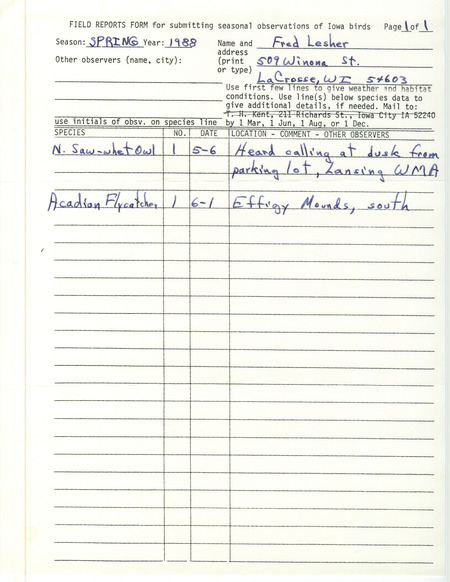 FIELD REPORTS FORM for submitting seasonal observations of Iowa birds Page 1 of 1
Season: SPRING Year: 1988 Name and Fred Lesher
address
Other observers (name, city): (print 509 Winona St.
or type)
LaCrosse, WI 54603
Use first few lines to give weather and habitat
conditions. Use line(s) below species data to
give additional details, if needed. Mail to:
T. H. Kent, 211 Richards St., Iowa City IA 52240
use initials of obsv. on species line by 1 Mar, 1 Jun, 1 Aug, or 1 Dec.
SPECIES NO. DATE LOCATION - COMMENT - OTHER OBSERVERS
N. Saw-whet Owl 1 5-6 Heard calling at dusk from
parking lot, Lansing WMA
Acadian Flycatcher 1 6-1 Effigy Mounds, south